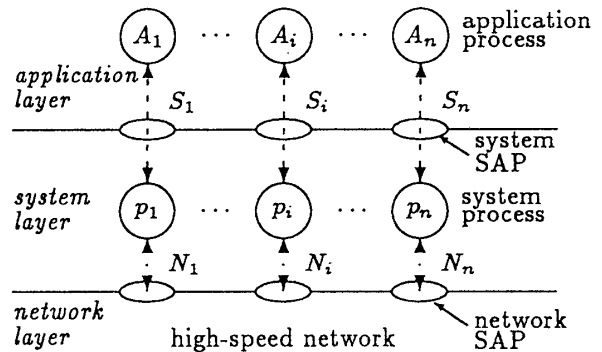 A₁ ··· Aᵢ ··· Aₙ application
process
application
layer
S₁ Sᵢ Sₙ
system
SAP
system
layer
p₁ ··· pᵢ ··· pₙ system
process
N₁ Nᵢ Nₙ
network
layer
high-speed network
network
SAP